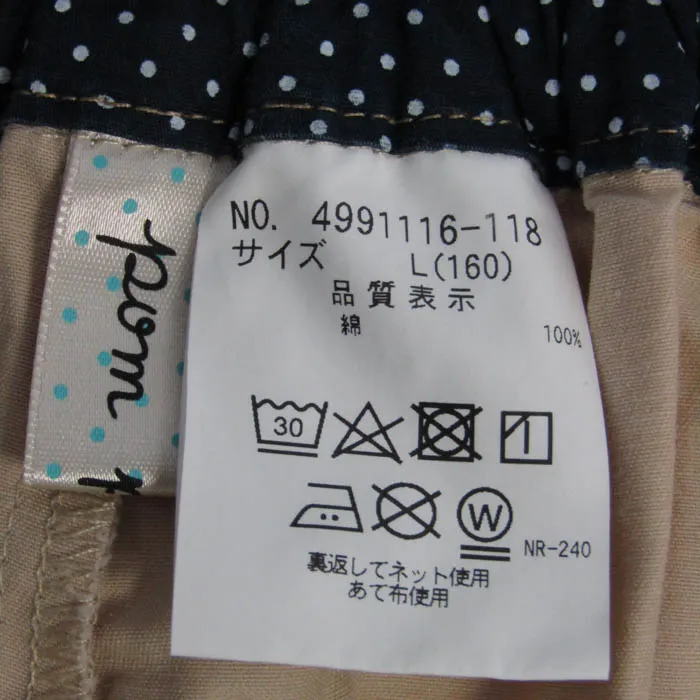 NO. 4991116-118
サイズ L(160)
品質表示
綿 100%
30
W
NR-240
裏返してネット使用
あて布使用
pom